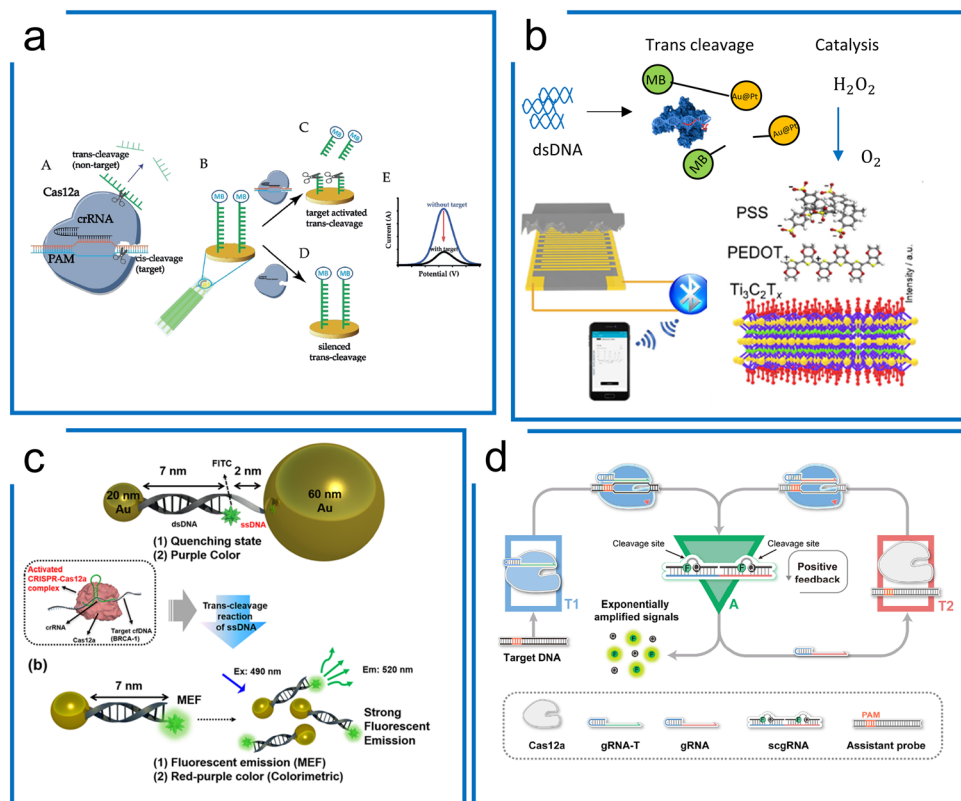 a
A
trans-cleavage
(non-target)
Cas12a
crRNA
PAM
cis-cleavage
(target)
B
MB MB
C
MB MB
target activated
trans-cleavage
D
MB MB
silenced
trans-cleavage
E
Current (A)
without target
with target
Potential (V)
b
Trans cleavage
Catalysis
MB
Au@Pt
H₂O₂
dsDNA
MB
Au@Pt
O₂
PSS
PEDOT
Ti₃C₂Tₓ
Intensity / a.u.
c
7 nm
FITC
2 nm
20 nm
Au
60 nm
Au
dsDNA
ssDNA
(1) Quenching state
(2) Purple Color
Activated
CRISPR-Cas12a
complex
crRNA
Cas12a
Target cfDNA
(BRCA-1)
Trans-cleavage
reaction
of ssDNA
(b)
7 nm
MEF
Ex: 490 nm
Em: 520 nm
Strong
Fluorescent
Emission
(1) Fluorescent emission (MEF)
(2) Red-purple color (Colorimetric)
d
Cleavage site
Cleavage site
Positive
feedback
T1
A
T2
Exponentially
amplified signals
Target DNA
PAM
Cas12a
gRNA-T
gRNA
scgRNA
Assistant probe